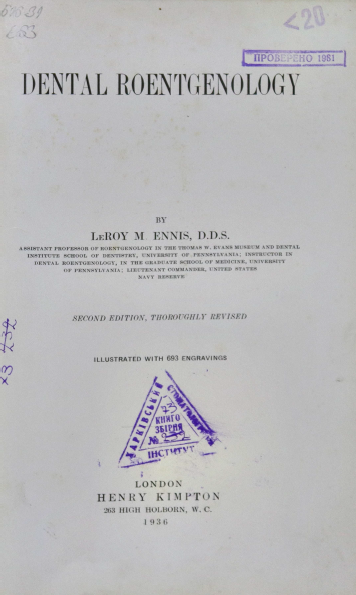 <20
ПРОВЕРЕНО 1951
DENTAL ROENTGENOLOGY
BY
LEROY M ENNIS, D.D.S.
ASSISTANT PROFESSOR OF ROENTGENOLOGY IN THE THOMAS W. EVANS MUSEUM AND DENTAL
INSTITUTE SCHOOL OF DENTISTRY, UNIVERSITY OF PENNSYLVANIA; INSTRUCTOR IN
DENTAL ROENTGENOLOGY, IN THE GRADUATE SCHOOL OF MEDICINE, UNIVERSITY
OF PENNSYLVANIA; LIEUTENANT COMMANDER, UNITED STATES
NAVY RESERVE
SECOND EDITION, THOROUGHLY REVISED
ILLUSTRATED WITH 693 ENGRAVINGS
ХАРКІВСЬКИЙ
КНИГО
ЗБІРНЯ
№
ІНСТИТУТ
LONDON
HENRY KIMPTON
263 HIGH HOLBORN, W. C.
1936